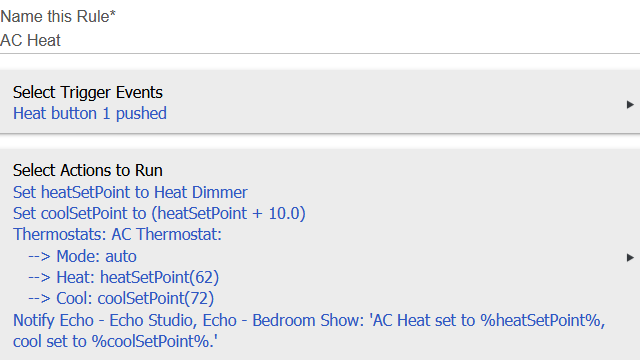 Name this Rule*
AC Heat
Select Trigger Events
Heat button 1 pushed
Select Actions to Run
Set heatSetPoint to Heat Dimmer
Set coolSetPoint to (heatSetPoint + 10.0)
Thermostats: AC Thermostat:
--> Mode: auto
--> Heat: heatSetPoint(62)
--> Cool: coolSetPoint(72)
Notify Echo - Echo Studio, Echo - Bedroom Show: 'AC Heat set to %heatSetPoint%,
cool set to %coolSetPoint%.'